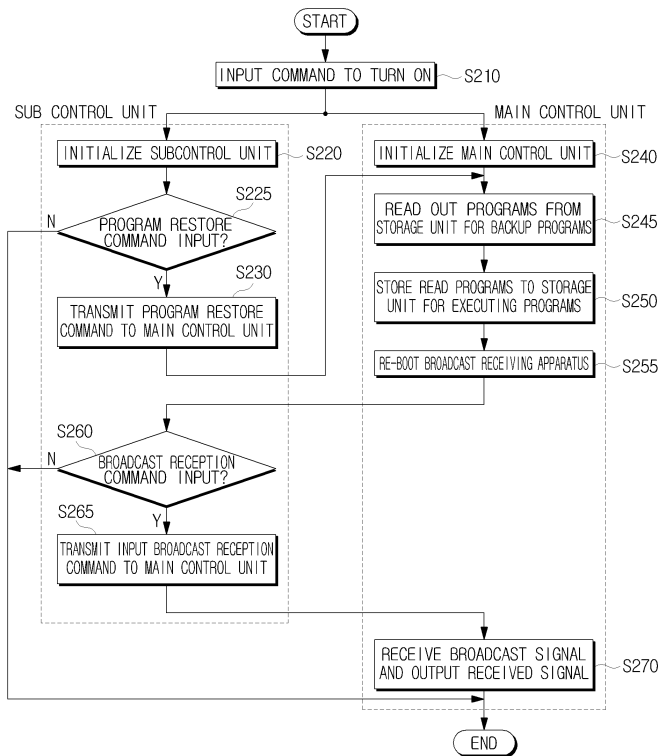 START
INPUT COMMAND TO TURN ON
S210
SUB CONTROL UNIT
MAIN CONTROL UNIT
INITIALIZE SUBCONTROL UNIT
S220
INITIALIZE MAIN CONTROL UNIT
S240
S225
N
PROGRAM RESTORE
COMMAND INPUT?
READ OUT PROGRAMS FROM
STORAGE UNIT FOR BACKUP PROGRAMS
S245
Y
S230
TRANSMIT PROGRAM RESTORE
COMMAND TO MAIN CONTROL UNIT
STORE READ PROGRAMS TO STORAGE
UNIT FOR EXECUTING PROGRAMS
S250
RE-BOOT BROADCAST RECEIVING APPARATUS
S255
S260
N
BROADCAST RECEPTION
COMMAND INPUT?
Y
S265
TRANSMIT INPUT BROADCAST RECEPTION
COMMAND TO MAIN CONTROL UNIT
RECEIVE BROADCAST SIGNAL
AND OUTPUT RECEIVED SIGNAL
S270
END